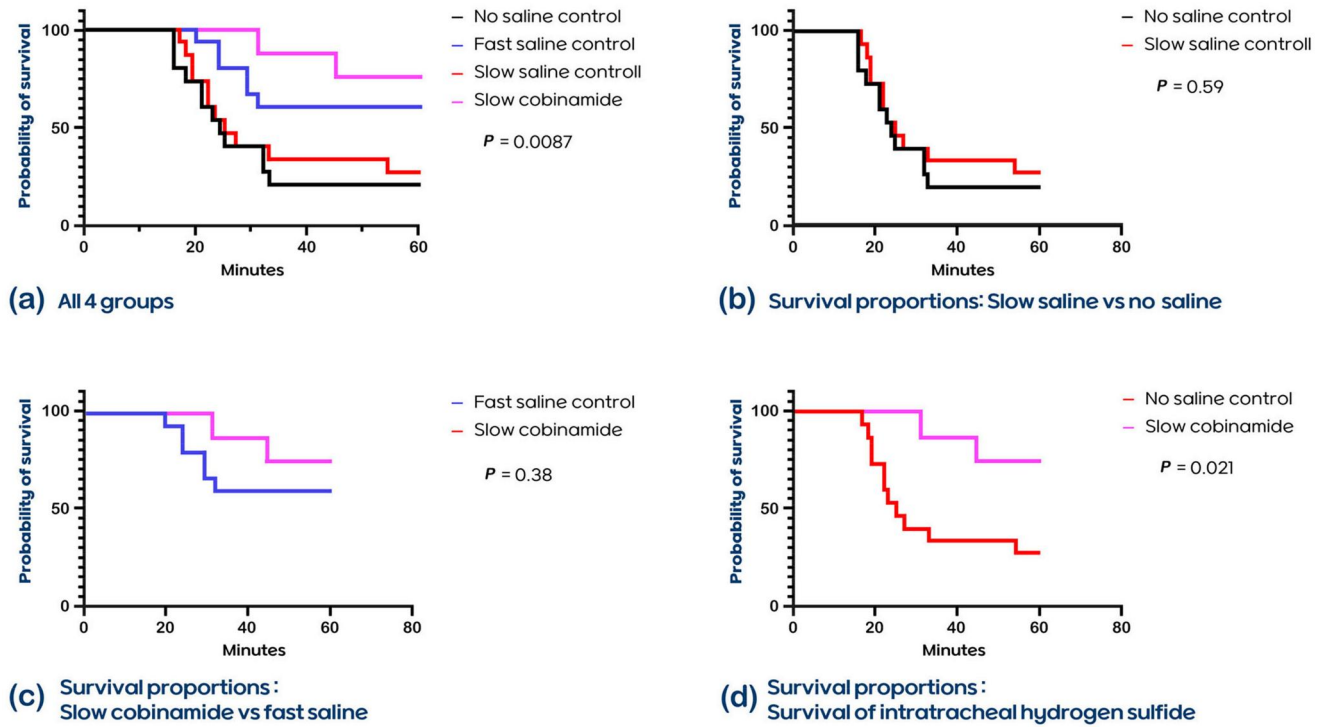 Probability of survival
100
50
0
0
20
40
60
Minutes
No saline control
Fast saline control
Slow saline controll
Slow cobinamide
P = 0.0087
(a) All 4 groups
Probability of survival
100
50
0
0
20
40
60
80
Minutes
No saline control
Slow saline controll
P = 0.59
(b) Survival proportions: Slow saline vs no saline
Probability of survival
100
50
0
0
20
40
60
80
Minutes
Fast saline control
Slow cobinamide
P = 0.38
(c) Survival proportions :
Slow cobinamide vs fast saline
Probability of survival
100
50
0
0
20
40
60
80
Minutes
No saline control
Slow cobinamide
P = 0.021
(d) Survival proportions :
Survival of intratracheal hydrogen sulfide